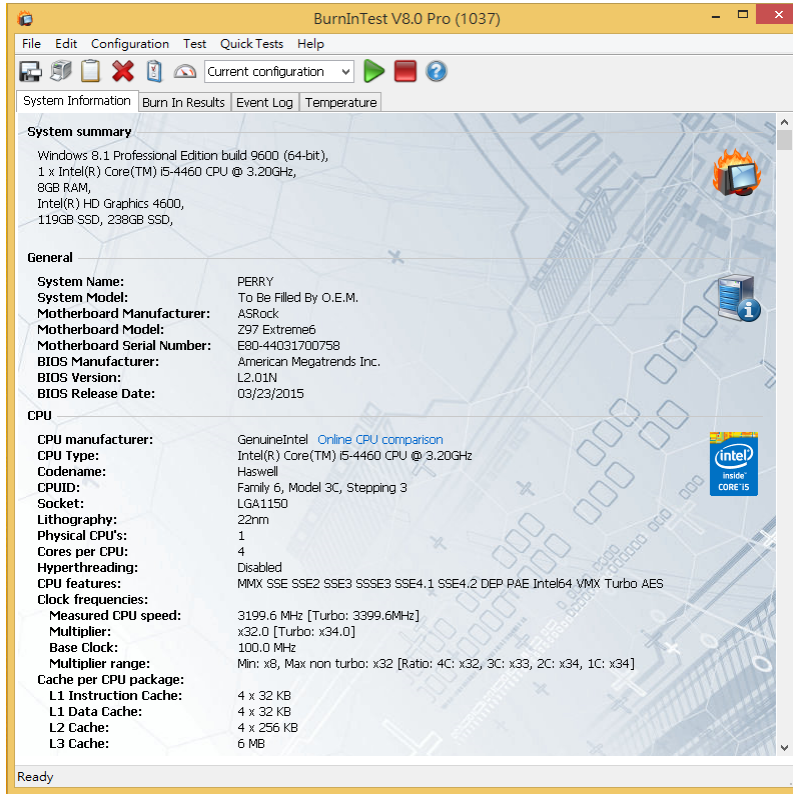 BurnInTest V8.0 Pro (1037)
File Edit Configuration Test Quick Tests Help
Current configuration
System Information Burn In Results Event Log Temperature
System summary
Windows 8.1 Professional Edition build 9600 (64-bit),
1 x Intel(R) Core(TM) i5-4460 CPU @ 3.20GHz,
8GB RAM,
Intel(R) HD Graphics 4600,
119GB SSD, 238GB SSD,
General
System Name: PERRY
System Model: To Be Filled By O.E.M.
Motherboard Manufacturer: ASRock
Motherboard Model: Z97 Extreme6
Motherboard Serial Number: E80-44031700758
BIOS Manufacturer: American Megatrends Inc.
BIOS Version: L2.01N
BIOS Release Date: 03/23/2015
CPU
CPU manufacturer: GenuineIntel Online CPU comparison
CPU Type: Intel(R) Core(TM) i5-4460 CPU @ 3.20GHz
Codename: Haswell
CPUID: Family 6, Model 3C, Stepping 3
Socket: LGA1150
Lithography: 22nm
Physical CPU's: 1
Cores per CPU: 4
Hyperthreading: Disabled
CPU features: MMX SSE SSE2 SSE3 SSSE3 SSE4.1 SSE4.2 DEP PAE Intel64 VMX Turbo AES
Clock frequencies:
Measured CPU speed: 3199.6 MHz [Turbo: 3399.6MHz]
Multiplier: x32.0 [Turbo: x34.0]
Base Clock: 100.0 MHz
Multiplier range: Min: x8, Max non turbo: x32 [Ratio: 4C: x32, 3C: x33, 2C: x34, 1C: x34]
Cache per CPU package:
L1 Instruction Cache: 4 x 32 KB
L1 Data Cache: 4 x 32 KB
L2 Cache: 4 x 256 KB
L3 Cache: 6 MB
intel
inside™
CORE™i5
Ready